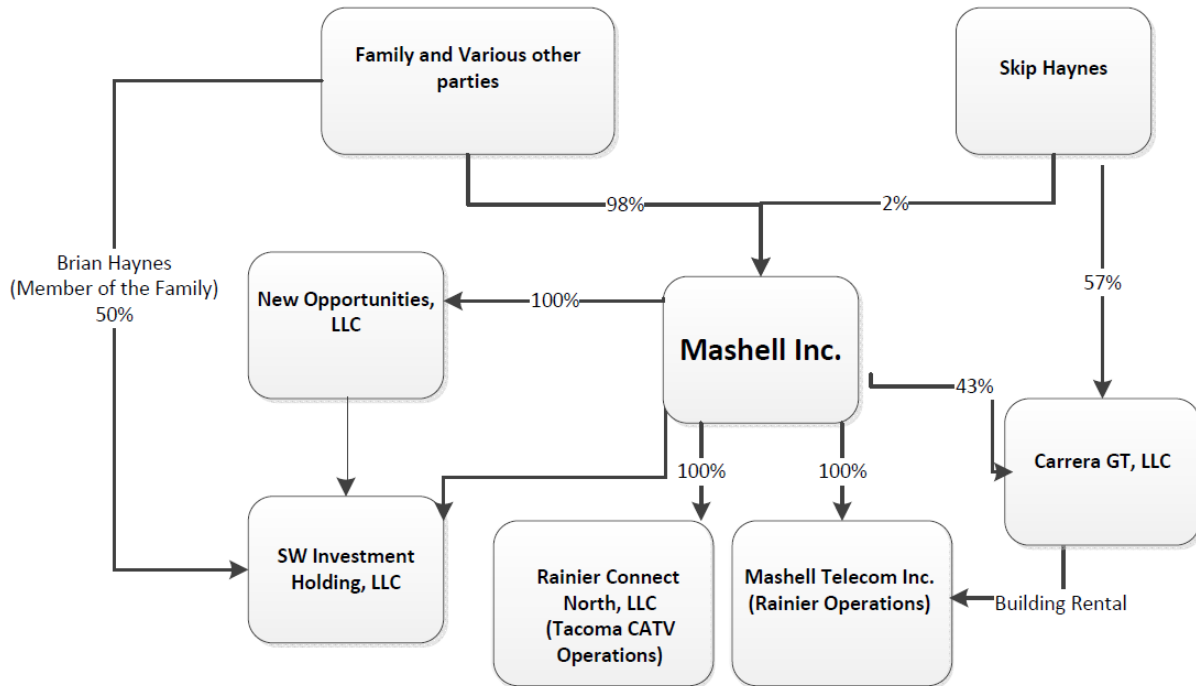 Family and Various other
parties
Skip Haynes
98%
2%
Brian Haynes
(Member of the Family)
50%
New Opportunities,
LLC
100%
57%
Mashell Inc.
43%
Carrera GT, LLC
100%
100%
SW Investment
Holding, LLC
Rainier Connect
North, LLC
(Tacoma CATV
Operations)
Mashell Telecom Inc.
(Rainier Operations)
Building Rental